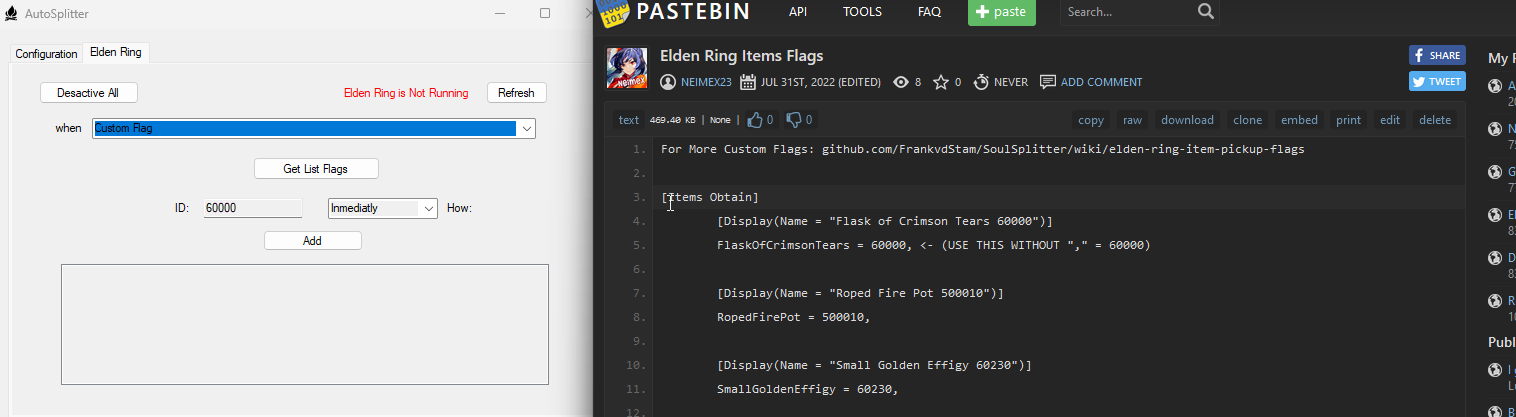 AutoSplitter
Configuration
Elden Ring
Desactive All
Elden Ring is Not Running
Refresh
when
Custom Flag
Get List Flags
ID:
60000
Inmediatly
How:
Add
PASTEBIN
API
TOOLS
FAQ
+ paste
Search...
Elden Ring Items Flags
SHARE
NEIMEX23
JUL 31ST, 2022 (EDITED)
8
0
NEVER
ADD COMMENT
TWEET
text
469.40 KB | None |
0
0
copy
raw
download
clone
embed
print
edit
delete
1. For More Custom Flags: github.com/FrankvdStam/SoulSplitter/wiki/elden-ring-item-pickup-flags
2.
3. [Items Obtain]
4. [Display(Name = "Flask of Crimson Tears 60000")]
5. FlaskOfCrimsonTears = 60000, <- (USE THIS WITHOUT "," = 60000)
6.
7. [Display(Name = "Roped Fire Pot 500010")]
8. RopedFirePot = 500010,
9.
10. [Display(Name = "Small Golden Effigy 60230")]
11. SmallGoldenEffigy = 60230,
12.
My